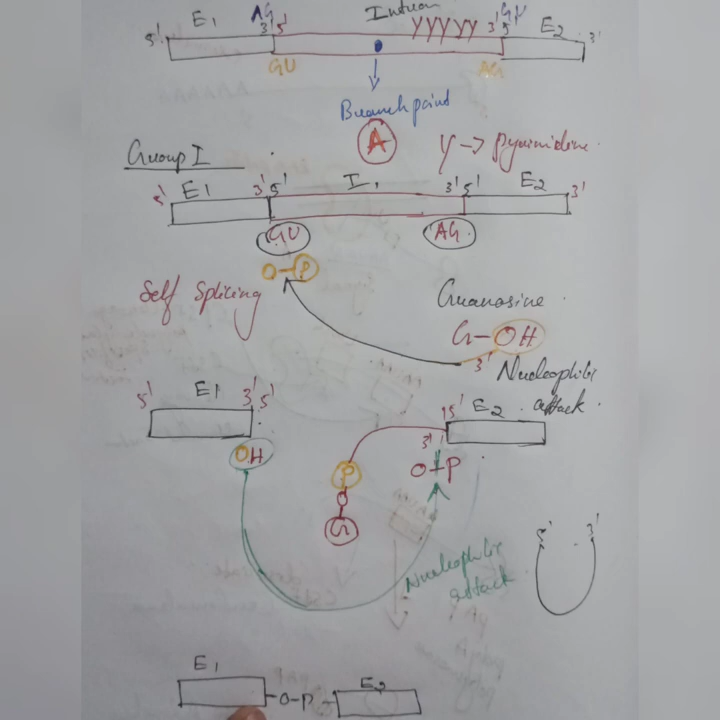 5' E1 AG 3' 5' Intron YYYYY 3' 5' E2 3'
GU AG
Branch point
A
Y → Pyrimidine.
Group I
5' E1 3' 5' I1 3' 5' E2 3'
GU AG
O-P
Self Splicing
Guanosine
G-OH
3'
Nucleophilic
attack
5' E1 3' 5' 3' 5' E2
OH
P
O
G
O-P
Nucleophilic
attack
5' 3'
E1 -O-P- E2